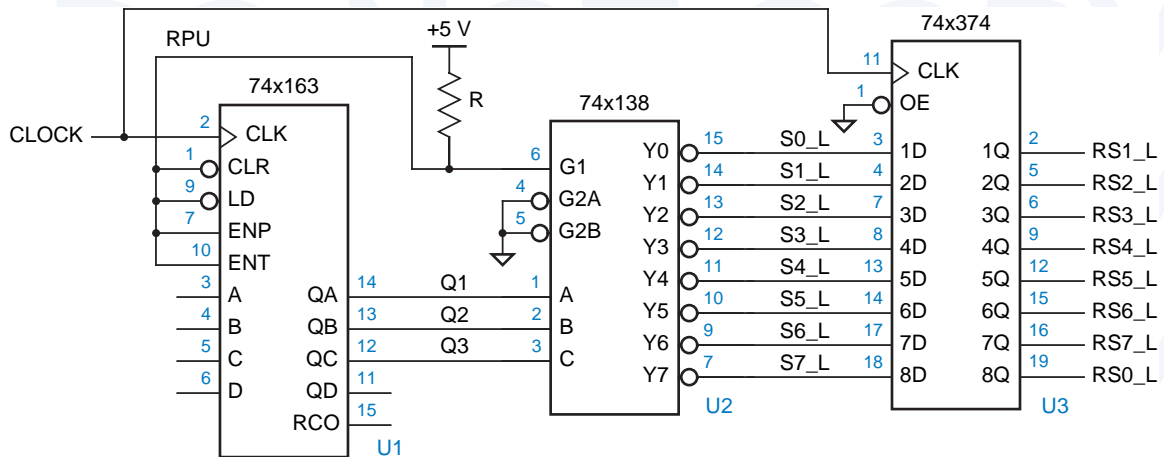 +5 V
RPU
R
74x163
74x138
74x374
CLOCK
2 CLK
1 CLR
9 LD
7 ENP
10 ENT
3 A
4 B
5 C
6 D
QA 14 Q1
QB 13 Q2
QC 12 Q3
QD 11
RCO 15
U1
6 G1
4 G2A
5 G2B
1 A
2 B
3 C
Y0 15 S0_L
Y1 14 S1_L
Y2 13 S2_L
Y3 12 S3_L
Y4 11 S4_L
Y5 10 S5_L
Y6 9 S6_L
Y7 7 S7_L
U2
11 CLK
1 OE
3 1D 1Q 2 RS1_L
4 2D 2Q 5 RS2_L
7 3D 3Q 6 RS3_L
8 4D 4Q 9 RS4_L
13 5D 5Q 12 RS5_L
14 6D 6Q 15 RS6_L
17 7D 7Q 16 RS7_L
18 8D 8Q 19 RS0_L
U3